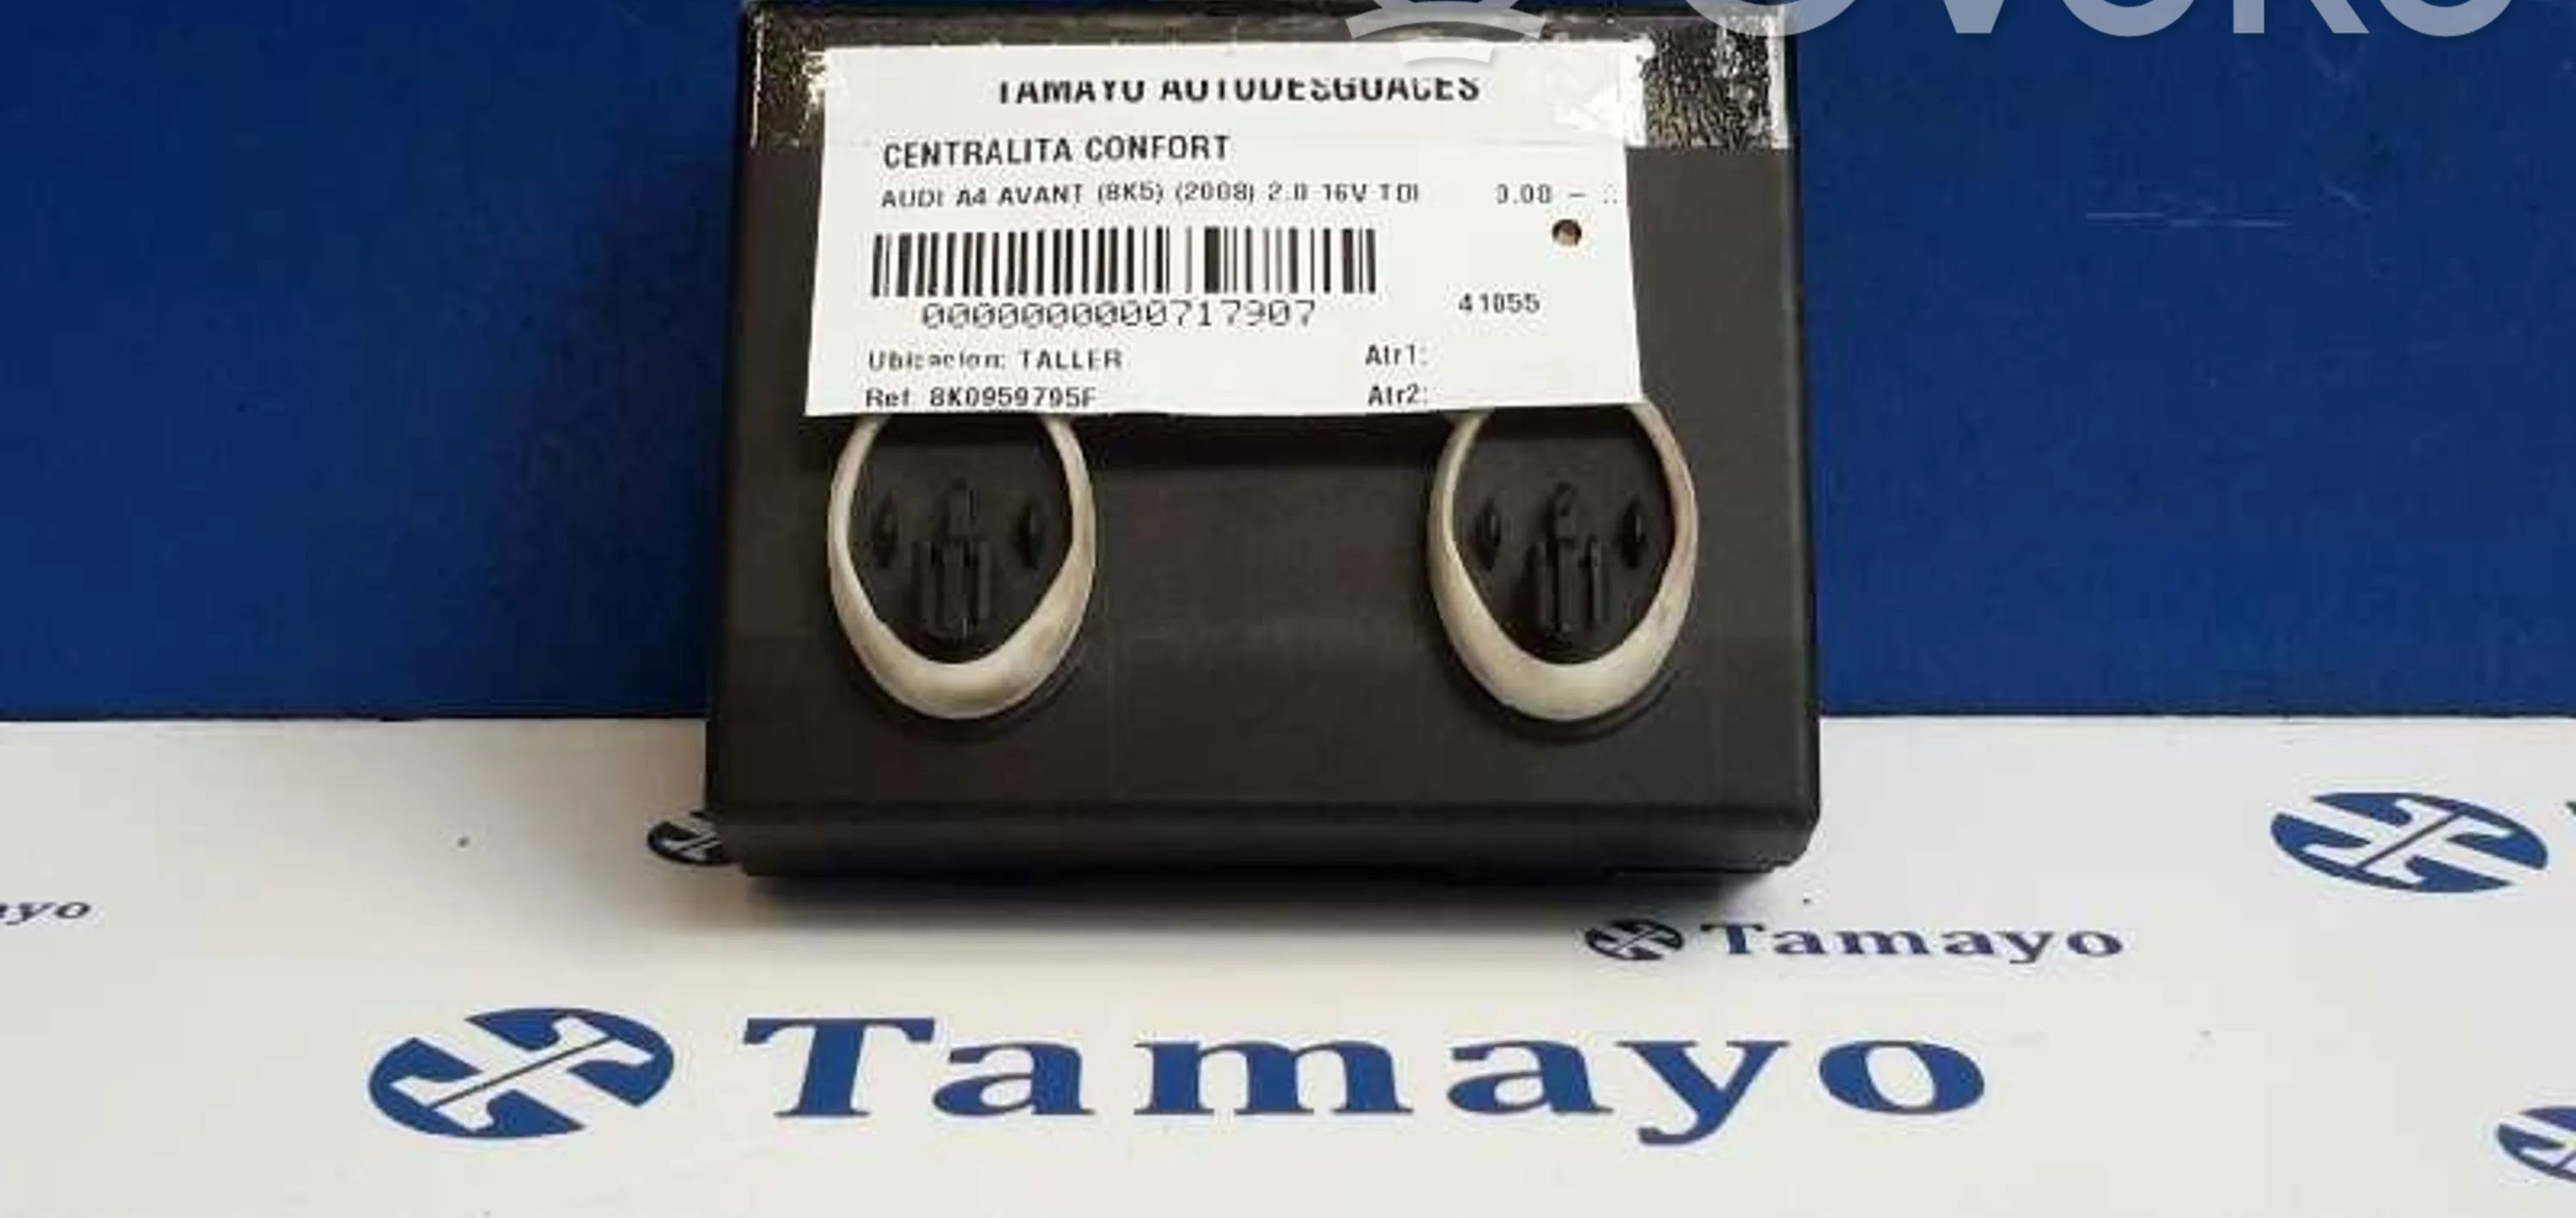 TAMAYO AUTODESGUACES
CENTRALITA CONFORT
AUDI A4 AVANT (8K5) (2008) 2.0 16V TDI
0000000000717907
41055
Ubicacion: TALLER
Atr1:
Ref. 8K0959795F
Atr2:
Tamayo
Tamayo